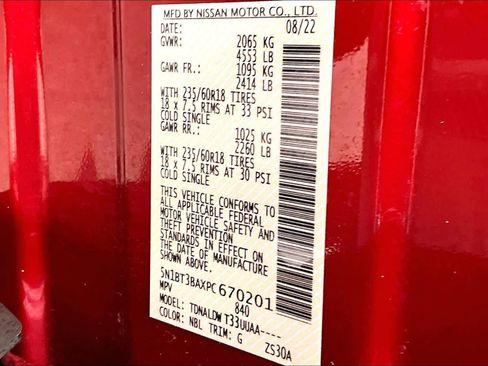 MFD BY NISSAN MOTOR CO., LTD.
DATE: 08/22
GVWR: 2065 KG
4553 LB
GAWR FR.: 1095 KG
2414 LB
WITH 235/60R18 TIRES
18 x 7.5 RIMS AT 33 PSI
COLD SINGLE
GAWR RR.: 1025 KG
2260 LB
WITH 235/60R18 TIRES
18 x 7.5 RIMS AT 30 PSI
COLD SINGLE
THIS VEHICLE CONFORMS TO
ALL APPLICABLE FEDERAL
MOTOR VEHICLE SAFETY AND
THEFT PREVENTION
STANDARDS IN EFFECT ON
THE DATE OF MANUFACTURE
SHOWN ABOVE.
5N1BT3BAXPC670201
MPV 840
MODEL: TDNALDWT33UUAA----
COLOR: NBL TRIM: G ZS30A